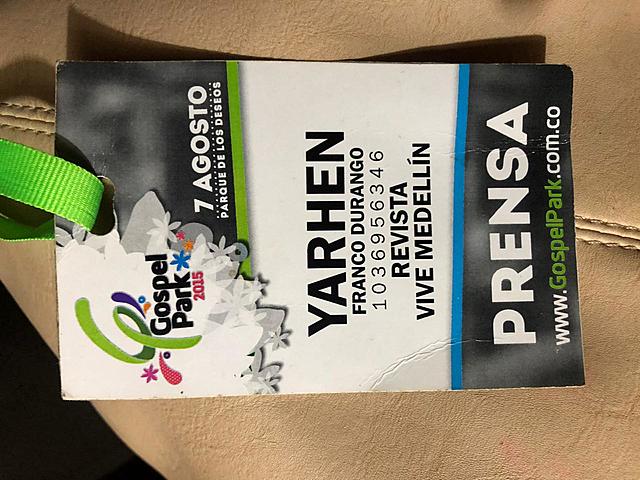 Gospel
Park
2015
7 AGOSTO
PARQUE DE LOS DESEOS
YARHEN
FRANCO DURANGO
1036956346
REVISTA
VIVE MEDELLÍN
PRENSA
www.GospelPark.com.co